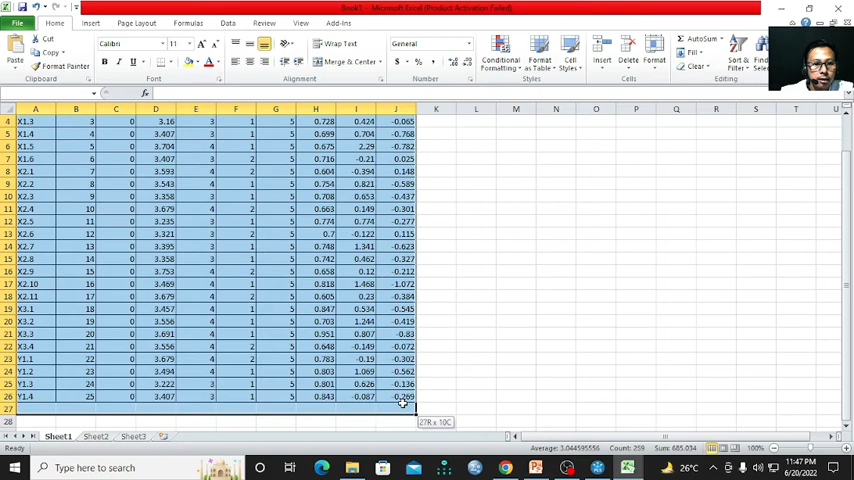 Book1 - Microsoft Excel (Product Activation Failed)
File Home Insert Page Layout Formulas Data Review View Add-Ins
Paste Cut Copy Format Painter Calibri 11 Wrap Text Merge & Center General Conditional Formatting Format as Table Cell Styles Insert Delete Format AutoSum Fill Clear Sort & Find &
Clipboard Font Alignment Number Styles Cells
A B C D E F G H I J K L M N O P Q R S T U
4 X1.3 3 0 3.16 3 1 5 0.728 0.424 -0.065
5 X1.4 4 0 3.407 3 1 5 0.699 0.704 -0.768
6 X1.5 5 0 3.704 4 1 5 0.675 2.29 -0.782
7 X1.6 6 0 3.407 3 2 5 0.716 -0.21 0.025
8 X2.1 7 0 3.593 4 2 5 0.604 -0.394 0.148
9 X2.2 8 0 3.543 4 1 5 0.754 0.821 -0.589
10 X2.3 9 0 3.358 3 1 5 0.708 0.653 -0.437
11 X2.4 10 0 3.679 4 2 5 0.663 0.149 -0.301
12 X2.5 11 0 3.235 3 1 5 0.774 0.774 -0.277
13 X2.6 12 0 3.321 3 2 5 0.7 -0.122 0.115
14 X2.7 13 0 3.395 3 1 5 0.748 1.341 -0.623
15 X2.8 14 0 3.358 3 1 5 0.742 0.462 -0.327
16 X2.9 15 0 3.753 4 2 5 0.658 0.12 -0.212
17 X2.10 16 0 3.469 4 1 5 0.818 1.468 -1.072
18 X2.11 17 0 3.679 4 2 5 0.605 0.23 -0.384
19 X3.1 18 0 3.457 4 1 5 0.847 0.534 -0.545
20 X3.2 19 0 3.556 4 1 5 0.703 1.244 -0.419
21 X3.3 20 0 3.691 4 1 5 0.951 0.807 -0.83
22 X3.4 21 0 3.556 4 2 5 0.648 -0.149 -0.072
23 Y1.1 22 0 3.679 4 2 5 0.783 -0.19 -0.302
24 Y1.2 23 0 3.494 4 1 5 0.803 1.069 -0.562
25 Y1.3 24 0 3.222 3 1 5 0.801 0.626 -0.136
26 Y1.4 25 0 3.407 3 1 5 0.843 -0.087 -0.269
27
28 27R x 10C
Sheet1 Sheet2 Sheet3
Ready Average: 3.044595556 Count: 259 Sum: 685.034 100%
Type here to search 26°C 11:47 PM
6/20/2022